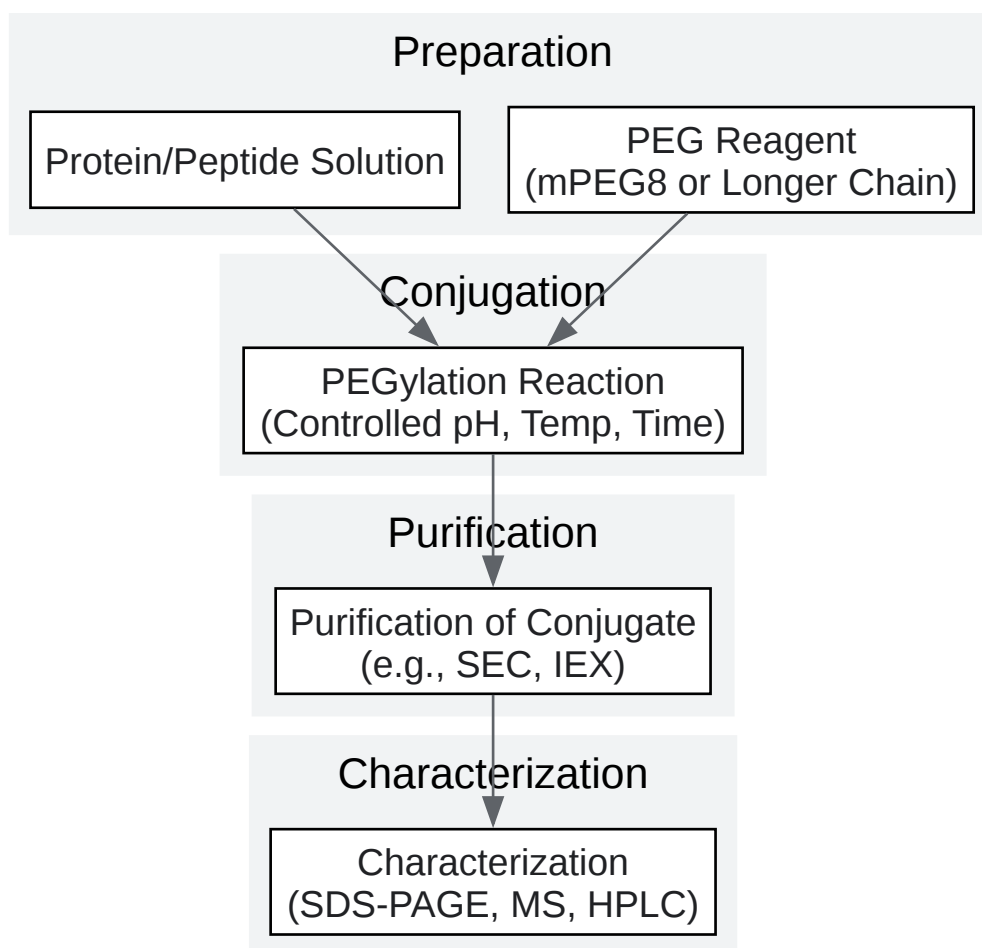 Preparation
Protein/Peptide Solution
PEG Reagent
(mPEG8 or Longer Chain)
Conjugation
PEGylation Reaction
(Controlled pH, Temp, Time)
Purification
Purification of Conjugate
(e.g., SEC, IEX)
Characterization
Characterization
(SDS-PAGE, MS, HPLC)